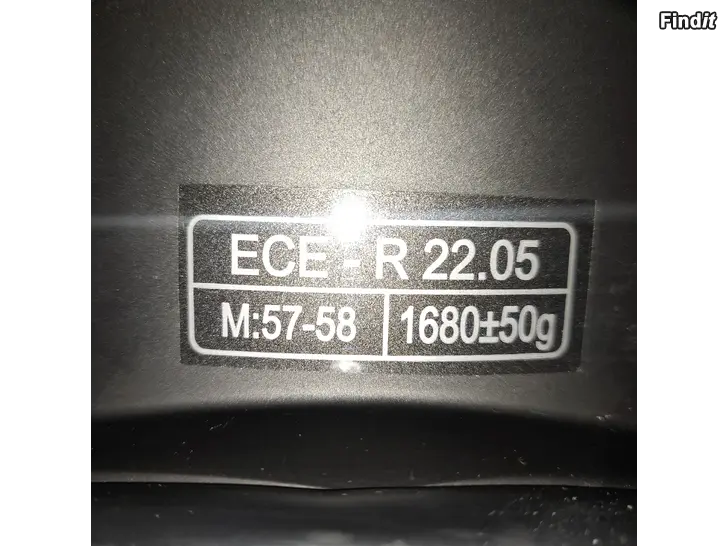 Findit
ECE - R 22.05
M:57-58
1680±50g